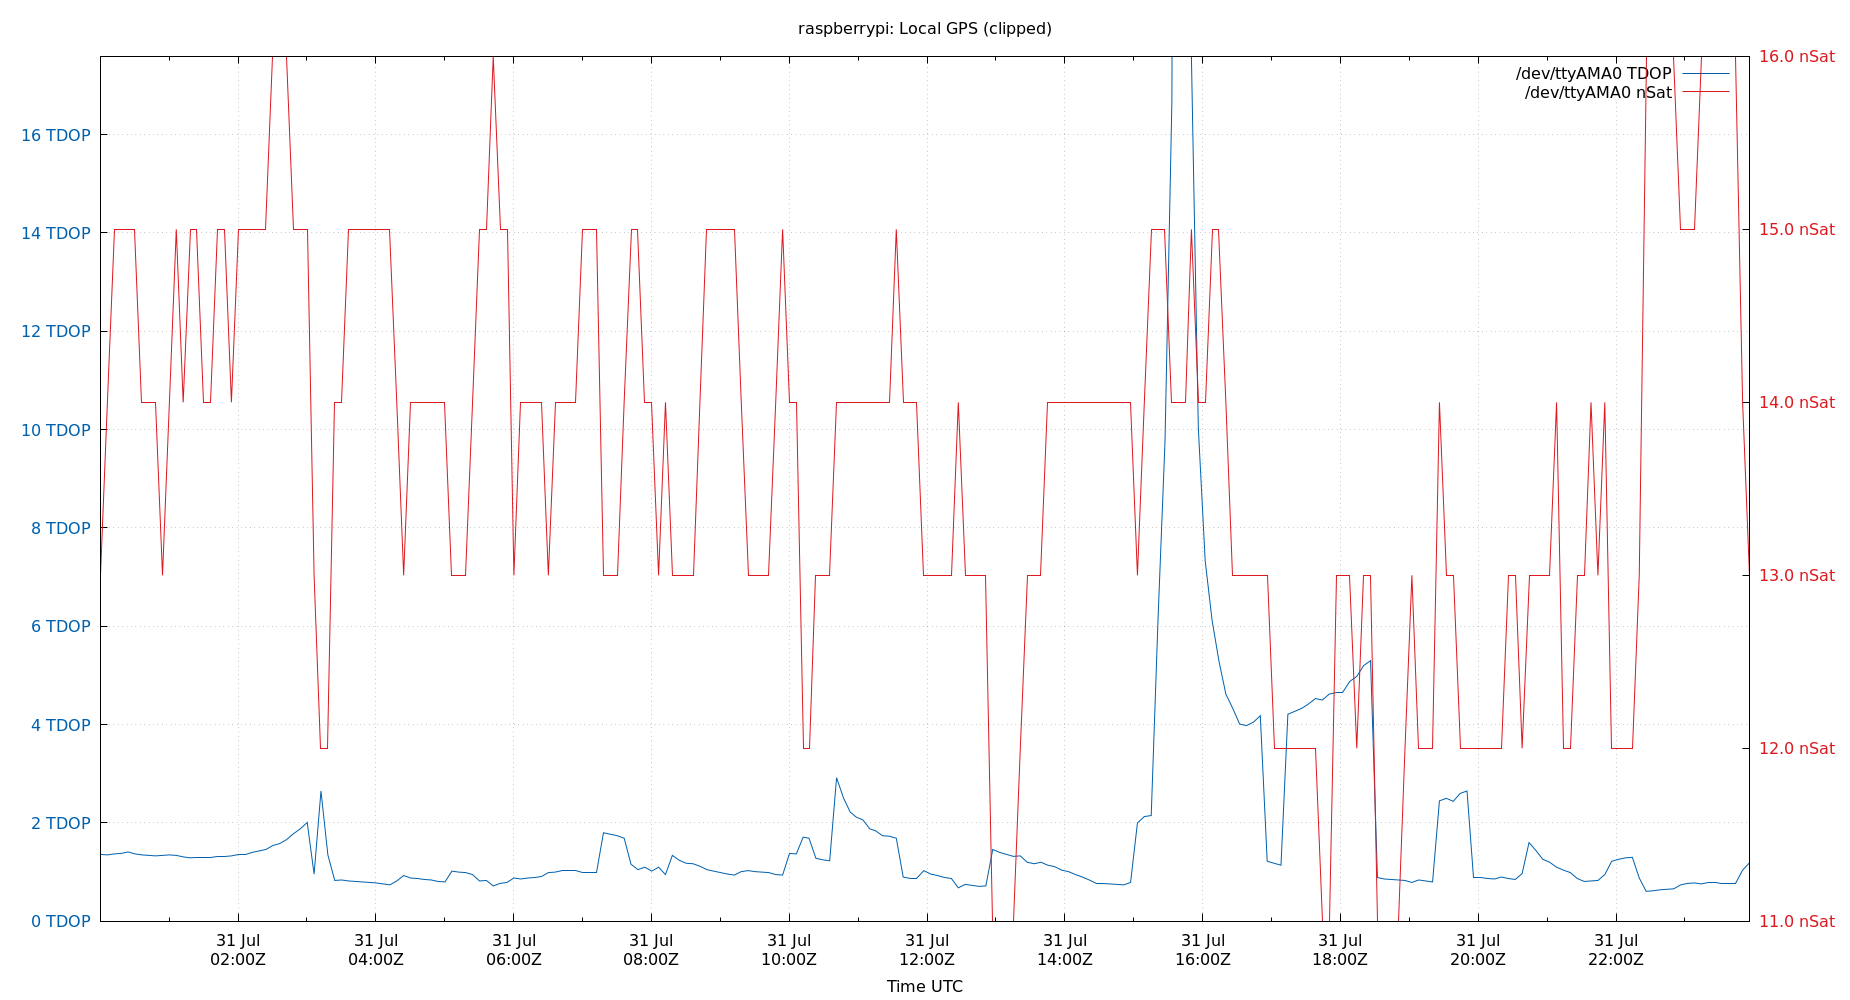 raspberrypi: Local GPS (clipped)
/dev/ttyAMA0 TDOP
/dev/ttyAMA0 nSat
16 TDOP
14 TDOP
12 TDOP
10 TDOP
8 TDOP
6 TDOP
4 TDOP
2 TDOP
0 TDOP
16.0 nSat
15.0 nSat
14.0 nSat
13.0 nSat
12.0 nSat
11.0 nSat
31 Jul
02:00Z
31 Jul
04:00Z
31 Jul
06:00Z
31 Jul
08:00Z
31 Jul
10:00Z
31 Jul
12:00Z
31 Jul
14:00Z
31 Jul
16:00Z
31 Jul
18:00Z
31 Jul
20:00Z
31 Jul
22:00Z
Time UTC